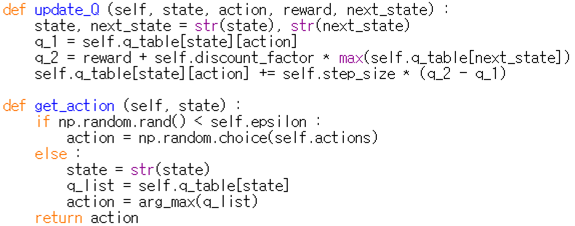 def update_Q (self, state, action, reward, next_state) :
    state, next_state = str(state), str(next_state)
    q_1 = self.q_table[state][action]
    q_2 = reward + self.discount_factor * max(self.q_table[next_state])
    self.q_table[state][action] += self.step_size * (q_2 - q_1)

def get_action (self, state) :
    if np.random.rand() < self.epsilon :
        action = np.random.choice(self.actions)
    else :
        state = str(state)
        q_list = self.q_table[state]
        action = arg_max(q_list)
    return action